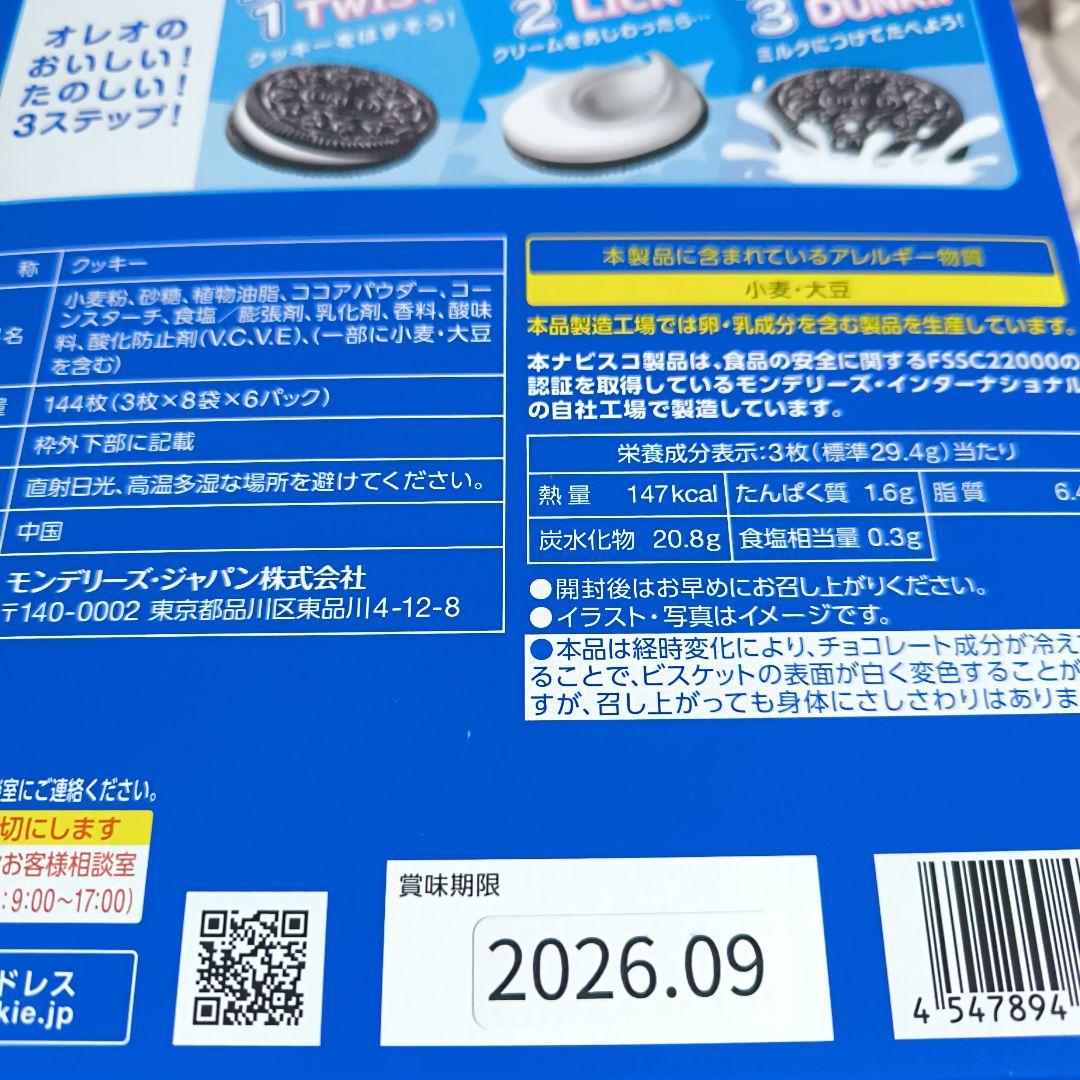 オレオの
おいしい!
たのしい!
3ステップ!
1 TWIST
クッキーをはずそう!
2 LICK
クリームをあじわったら…
3 DUNK!!
ミルクにつけてたべよう!
称 クッキー
名
小麦粉、砂糖、植物油脂、ココアパウダー、コー
ンスターチ、食塩/膨張剤、乳化剤、香料、酸味
料、酸化防止剤(V.C、V.E)、(一部に小麦・大豆
を含む)
量 144枚(3枚×8袋×6パック)
枠外下部に記載
直射日光、高温多湿な場所を避けてください。
中国
モンデリーズ・ジャパン株式会社
〒140-0002 東京都品川区東品川4-12-8
本製品に含まれているアレルギー物質
小麦・大豆
本品製造工場では卵・乳成分を含む製品を生産しています。
本ナビスコ製品は、食品の安全に関するFSSC22000の
認証を取得しているモンデリーズ・インターナショナル
の自社工場で製造しています。
栄養成分表示:3枚(標準29.4g)当たり
熱量 147kcal たんぱく質 1.6g 脂質 6.4
炭水化物 20.8g 食塩相当量 0.3g
●開封後はお早めにお召し上がりください。
●イラスト・写真はイメージです。
●本品は経時変化により、チョコレート成分が冷え
ることで、ビスケットの表面が白く変色することが
すが、召し上がっても身体にさしさわりはありま
室にご連絡ください。
切にします
お客様相談室
:9:00~17:00)
ドレス
kie.jp
賞味期限
2026.09
4 547894